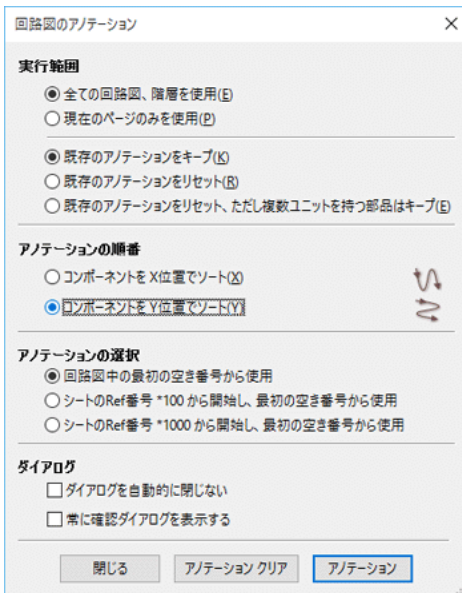 回路図のアノテーション
実行範囲
全ての回路図、階層を使用(E)
現在のページのみを使用(P)
既存のアノテーションをキープ(K)
既存のアノテーションをリセット(R)
既存のアノテーションをリセット、ただし複数ユニットを持つ部品はキープ(E)
アノテーションの順番
コンポーネントを X位置でソート(X)
コンポーネントを Y位置でソート(Y)
アノテーションの選択
回路図中の最初の空き番号から使用
シートのRef番号 *100 から開始し、最初の空き番号から使用
シートのRef番号 *1000 から開始し、最初の空き番号から使用
ダイアログ
ダイアログを自動的に閉じない
常に確認ダイアログを表示する
閉じる アノテーション クリア アノテーション